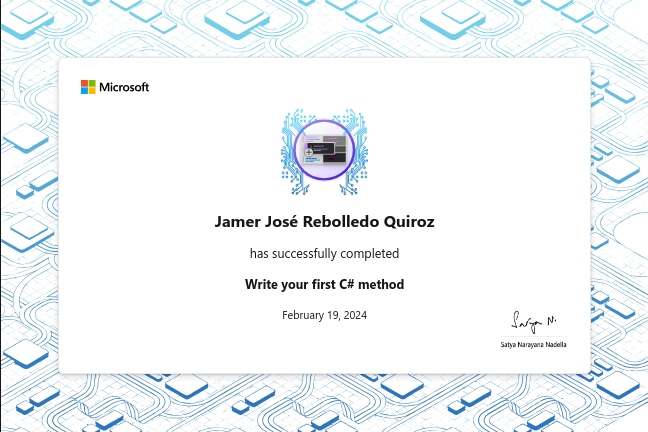 Microsoft
Jamer José Rebolledo Quiroz
has successfully completed
Write your first C# method
February 19, 2024
Satya N.
Satya Narayana Nadella